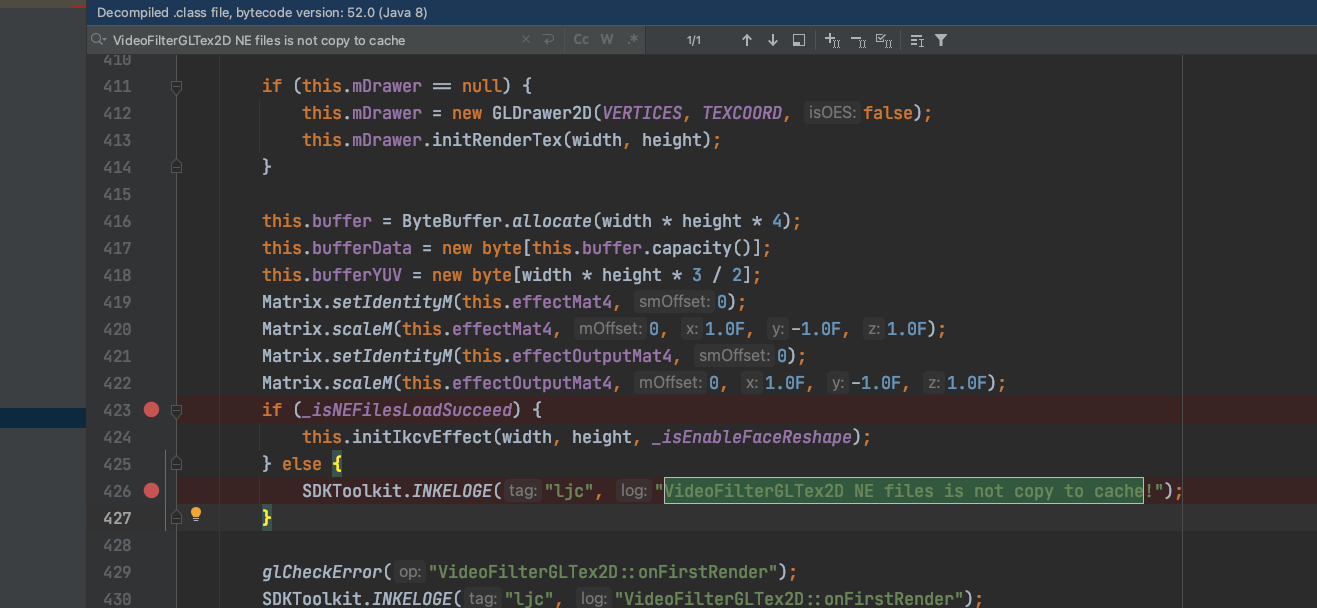 Decompiled .class file, bytecode version: 52.0 (Java 8)
VideoFilterGLTex2D NE files is not copy to cache × Cc W .* 1/1
410
411 if (this.mDrawer == null) {
412 this.mDrawer = new GLDrawer2D(VERTICES, TEXCOORD, isOES: false);
413 this.mDrawer.initRenderTex(width, height);
414 }
415
416 this.buffer = ByteBuffer.allocate(width * height * 4);
417 this.bufferData = new byte[this.buffer.capacity()];
418 this.bufferYUV = new byte[width * height * 3 / 2];
419 Matrix.setIdentityM(this.effectMat4, smOffset: 0);
420 Matrix.scaleM(this.effectMat4, mOffset: 0, x: 1.0F, y: -1.0F, z: 1.0F);
421 Matrix.setIdentityM(this.effectOutputMat4, smOffset: 0);
422 Matrix.scaleM(this.effectOutputMat4, mOffset: 0, x: 1.0F, y: -1.0F, z: 1.0F);
423 if (_isNEFilesLoadSucceed) {
424 this.initIkcvEffect(width, height, _isEnableFaceReshape);
425 } else {
426 SDKToolkit.INKELOGE( tag: "ljc", log: "VideoFilterGLTex2D NE files is not copy to cache!");
427 }
428
429 glCheckError( op: "VideoFilterGLTex2D::onFirstRender");
430 SDKToolkit.INKELOGE( tag: "ljc", log: "VideoFilterGLTex2D::onFirstRender");